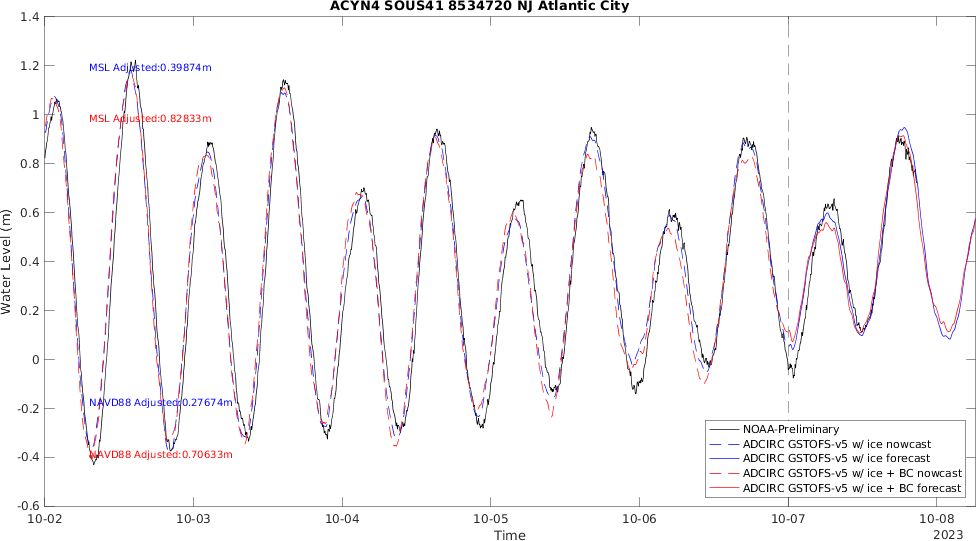 ACYN4 SOUS41 8534720 NJ Atlantic City
1.4
1.2
1
0.8
0.6
0.4
0.2
0
-0.2
-0.4
-0.6
Water Level (m)
MSL Adjusted:0.39874m
MSL Adjusted:0.82833m
NAVD88 Adjusted:0.27674m
NAVD88 Adjusted:0.70633m
NOAA-Preliminary
ADCIRC GSTOFS-v5 w/ ice nowcast
ADCIRC GSTOFS-v5 w/ ice forecast
ADCIRC GSTOFS-v5 w/ ice + BC nowcast
ADCIRC GSTOFS-v5 w/ ice + BC forecast
10-02 10-03 10-04 10-05 10-06 10-07 10-08
Time
2023